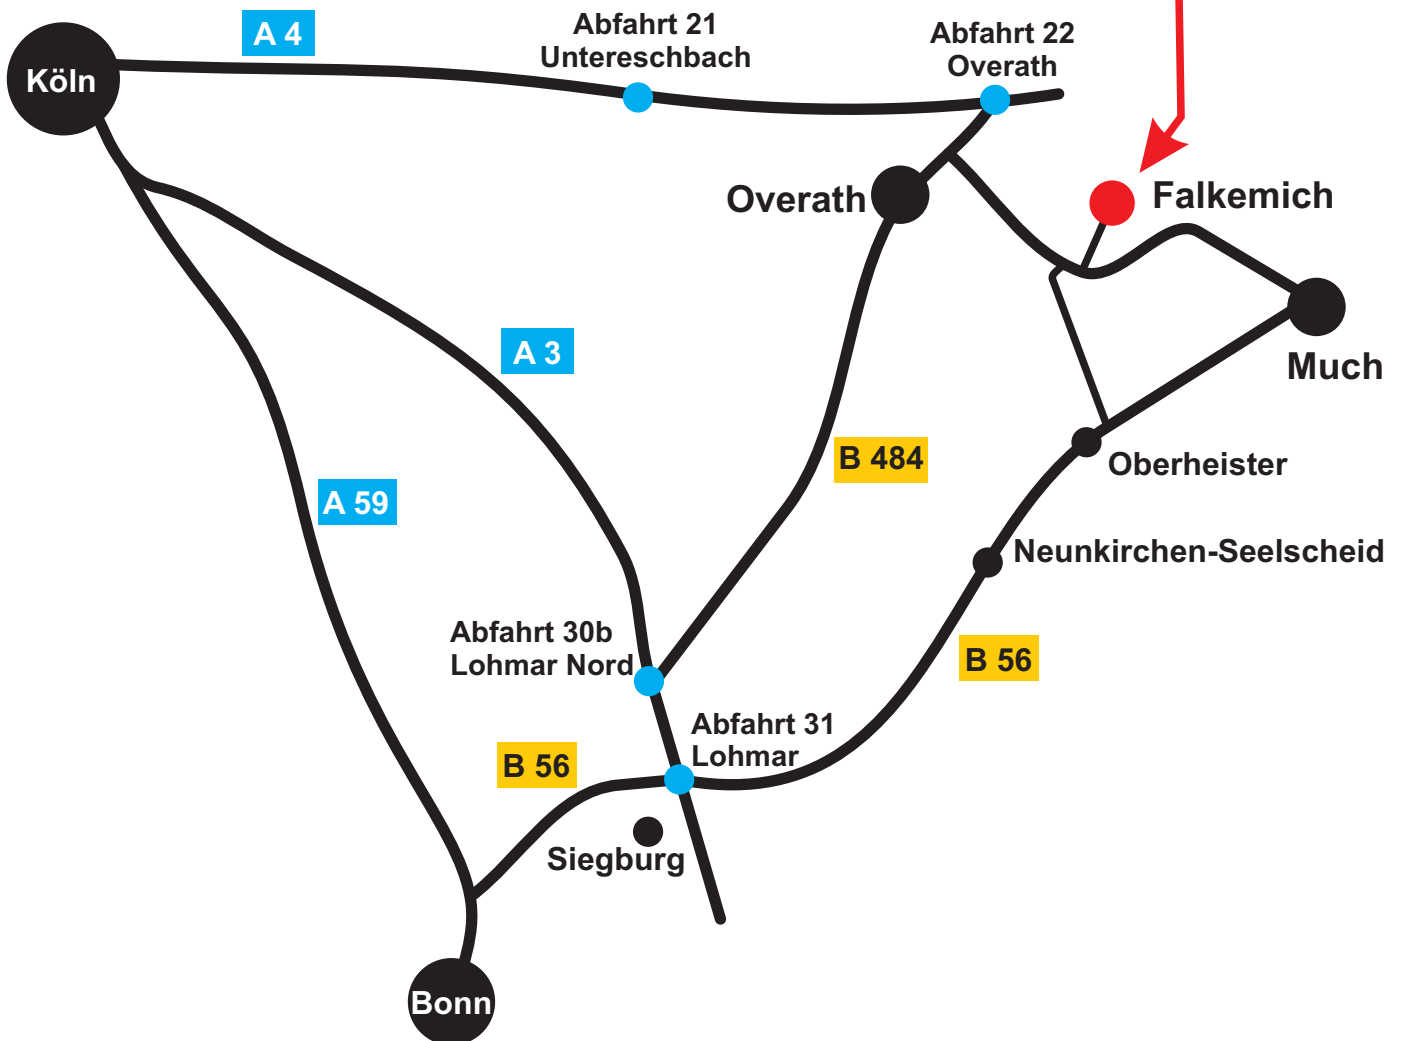 A 4
Abfahrt 21
Untereschbach
Abfahrt 22
Overath
Köln
Overath
Falkemich
A 3
Much
B 484
Oberheister
A 59
Neunkirchen-Seelscheid
Abfahrt 30b
Lohmar Nord
B 56
Abfahrt 31
Lohmar
B 56
Siegburg
Bonn